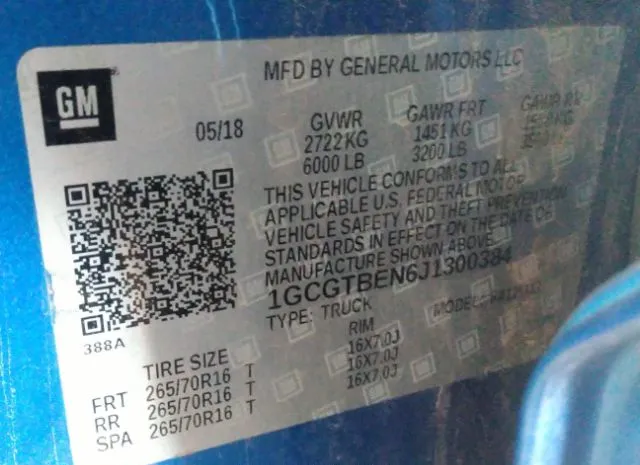 GM
MFD BY GENERAL MOTORS LLC
05/18
GVWR GAWR FRT GAWR
2722 KG 1451 KG KG
6000 LB 3200 LB
THIS VEHICLE CONFORMS TO ALL
APPLICABLE U.S. FEDERAL MOTOR
VEHICLE SAFETY AND THEFT PREVENTION
STANDARDS IN EFFECT ON THE DATE OF
MANUFACTURE SHOWN ABOVE.
1GCGTBEN6J1300384
TYPE: TRUCK MODEL:
388A
TIRE SIZE RIM
FRT 265/70R16 T 16X7.0J
RR 265/70R16 T 16X7.0J
SPA 265/70R16 T 16X7.0J